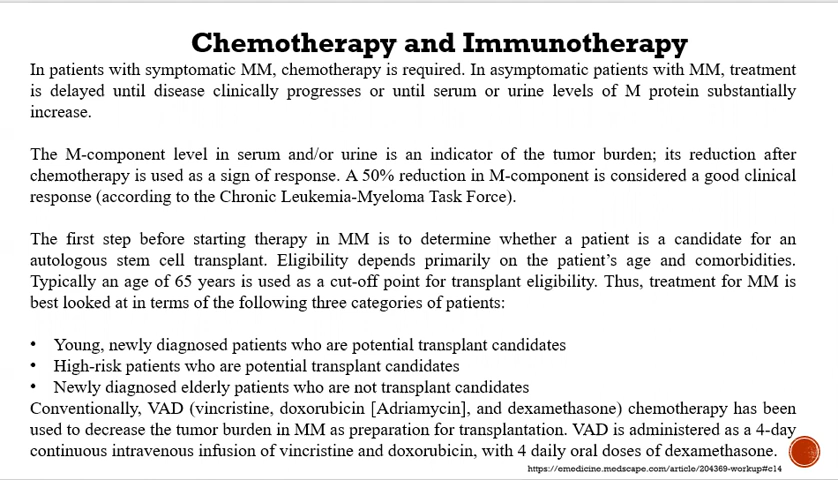 Chemotherapy and Immunotherapy
In patients with symptomatic MM, chemotherapy is required. In asymptomatic patients with MM, treatment
is delayed until disease clinically progresses or until serum or urine levels of M protein substantially
increase.
The M-component level in serum and/or urine is an indicator of the tumor burden; its reduction after
chemotherapy is used as a sign of response. A 50% reduction in M-component is considered a good clinical
response (according to the Chronic Leukemia-Myeloma Task Force).
The first step before starting therapy in MM is to determine whether a patient is a candidate for an
autologous stem cell transplant. Eligibility depends primarily on the patient’s age and comorbidities.
Typically an age of 65 years is used as a cut-off point for transplant eligibility. Thus, treatment for MM is
best looked at in terms of the following three categories of patients:
• Young, newly diagnosed patients who are potential transplant candidates
• High-risk patients who are potential transplant candidates
• Newly diagnosed elderly patients who are not transplant candidates
Conventionally, VAD (vincristine, doxorubicin [Adriamycin], and dexamethasone) chemotherapy has been
used to decrease the tumor burden in MM as preparation for transplantation. VAD is administered as a 4-day
continuous intravenous infusion of vincristine and doxorubicin, with 4 daily oral doses of dexamethasone.
https://emedicine.medscape.com/article/204369-workup#c14